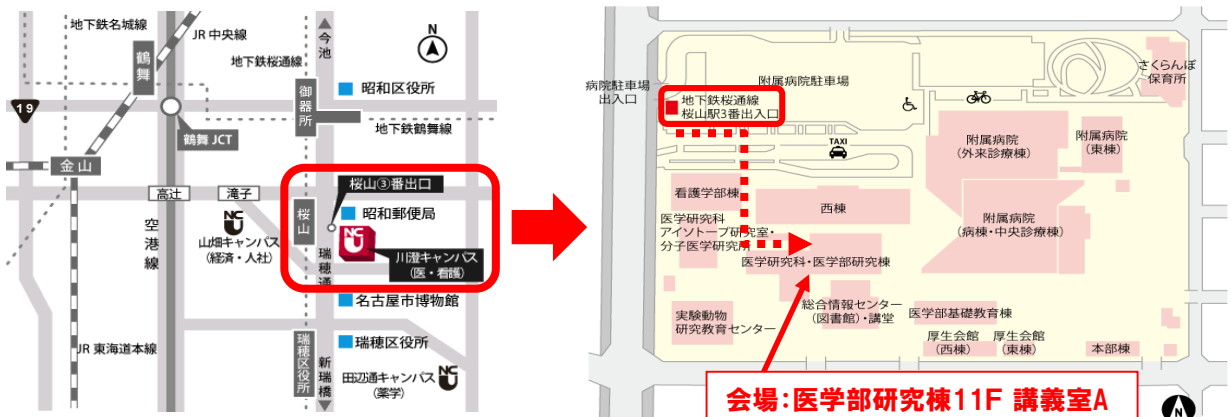 地下鉄名城線
JR 中央線
地下鉄桜通線
鶴舞
▲今池
N
昭和区役所
19
御器所
地下鉄鶴舞線
鶴舞 JCT
金山
高辻
滝子
桜山③番出口
昭和郵便局
空港線
NCU
山畑キャンパス
(経済・人社)
桜山
NCU
川澄キャンパス
(医・看護)
瑞穂通
名古屋市博物館
JR 東海道本線
瑞穂区役所
瑞穂区役所
新瑞橋▼
田辺通キャンパス
(薬学)
NCU
病院駐車場
出入口
附属病院駐車場
さくらんぼ
保育所
地下鉄桜通線
桜山駅3番出入口
TAXI
附属病院
(外来診療棟)
附属病院
(東棟)
看護学部棟
西棟
医学研究科
アイソトープ研究室・
分子医学研究所
附属病院
(病棟・中央診療棟)
医学研究科・医学部研究棟
実験動物
研究教育センター
総合情報センター
(図書館)・講堂
医学部基礎教育棟
厚生会館
(西棟)
厚生会館
(東棟)
本部棟
会場:医学部研究棟11F 講義室A
N